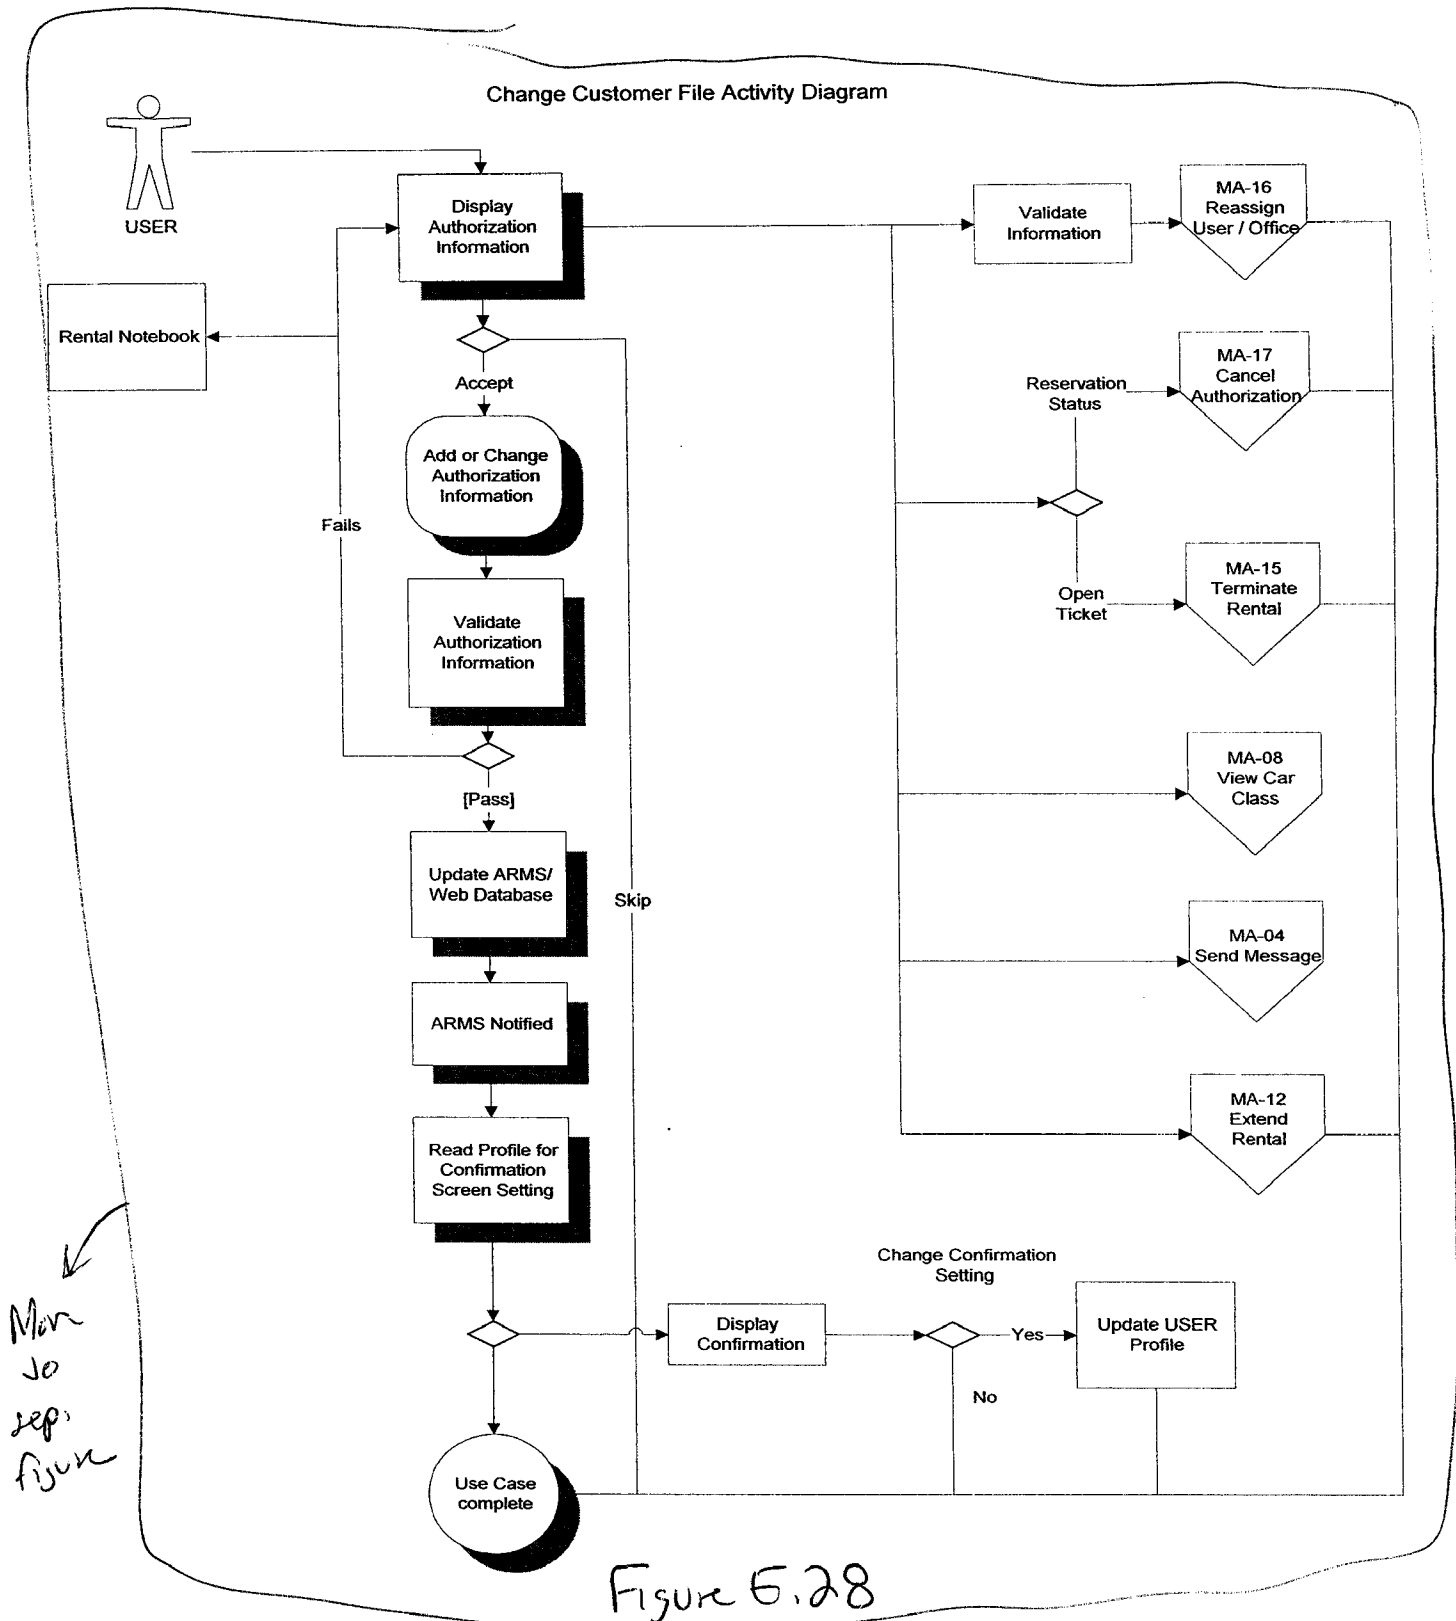 Change Customer File Activity Diagram
USER
Display
Authorization
Information
Validate
Information
MA-16
Reassign
User / Office
Rental Notebook
Accept
Reservation
Status
MA-17
Cancel
Authorization
Add or Change
Authorization
Information
Fails
Open
Ticket
MA-15
Terminate
Rental
Validate
Authorization
Information
[Pass]
MA-08
View Car
Class
Update ARMS/
Web Database
Skip
MA-04
Send Message
ARMS Notified
MA-12
Extend
Rental
Read Profile for
Confirmation
Screen Setting
Change Confirmation
Setting
Display
Confirmation
Yes
Update USER
Profile
No
Use Case
complete
sep.
figure
Figure 6.28